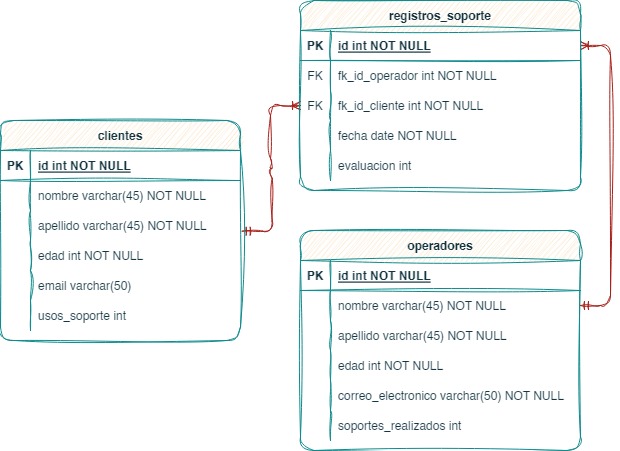 registros_soporte
PK id int NOT NULL
FK fk_id_operador int NOT NULL
FK fk_id_cliente int NOT NULL
fecha date NOT NULL
evaluacion int
clientes
PK id int NOT NULL
nombre varchar(45) NOT NULL
apellido varchar(45) NOT NULL
edad int NOT NULL
email varchar(50)
usos_soporte int
operadores
PK id int NOT NULL
nombre varchar(45) NOT NULL
apellido varchar(45) NOT NULL
edad int NOT NULL
correo_electronico varchar(50) NOT NULL
soportes_realizados int